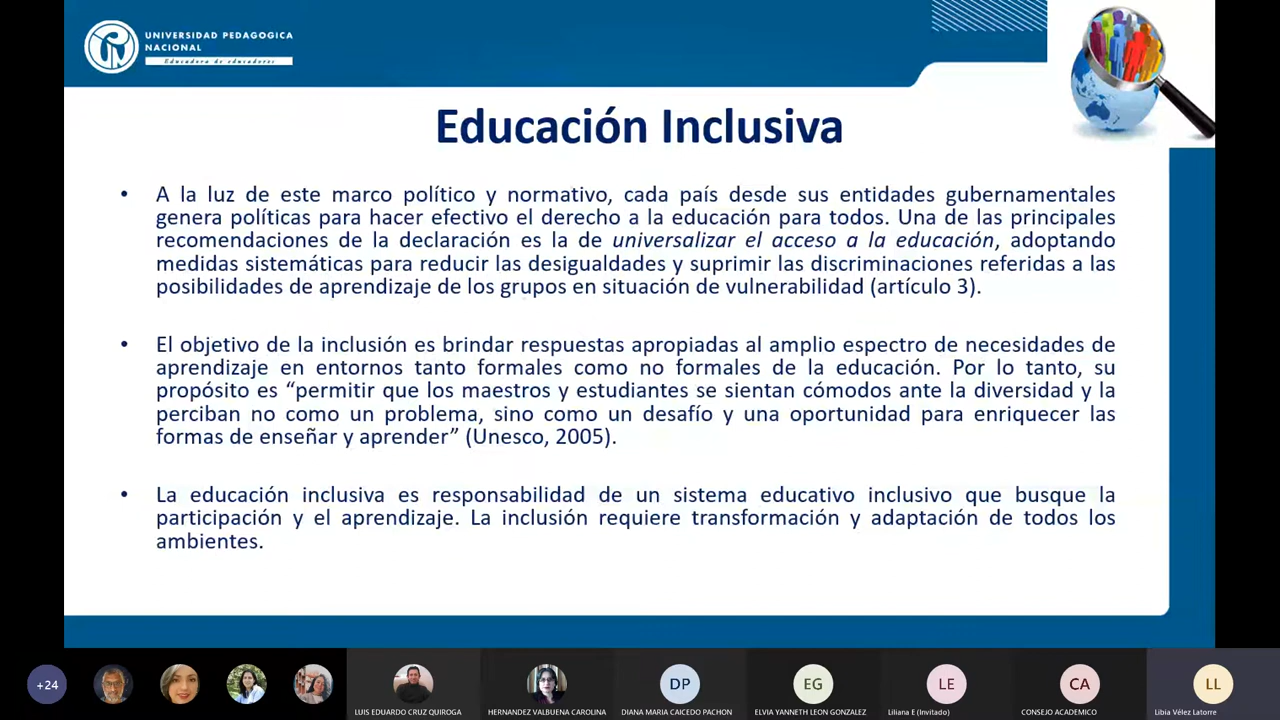 UNIVERSIDAD PEDAGOGICA
NACIONAL
Educadora de educadores
Educación Inclusiva
• A la luz de este marco político y normativo, cada país desde sus entidades gubernamentales
genera políticas para hacer efectivo el derecho a la educación para todos. Una de las principales
recomendaciones de la declaración es la de universalizar el acceso a la educación, adoptando
medidas sistemáticas para reducir las desigualdades y suprimir las discriminaciones referidas a las
posibilidades de aprendizaje de los grupos en situación de vulnerabilidad (artículo 3).
• El objetivo de la inclusión es brindar respuestas apropiadas al amplio espectro de necesidades de
aprendizaje en entornos tanto formales como no formales de la educación. Por lo tanto, su
propósito es “permitir que los maestros y estudiantes se sientan cómodos ante la diversidad y la
perciban no como un problema, sino como un desafío y una oportunidad para enriquecer las
formas de enseñar y aprender” (Unesco, 2005).
• La educación inclusiva es responsabilidad de un sistema educativo inclusivo que busque la
participación y el aprendizaje. La inclusión requiere transformación y adaptación de todos los
ambientes.
+24
DP
EG
LE
CA
LL
LUIS EDUARDO CRUZ QUIROGA
HERNANDEZ VALBUENA CAROLINA
DIANA MARIA CAICEDO PACHON
ELVIA YANNETH LEON GONZALEZ
Liliana E (Invitado)
CONSEJO ACADEMICO
Libia Vélez Latorre